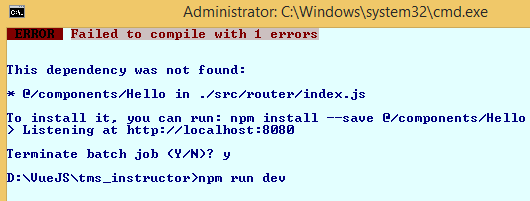 Administrator: C:\Windows\system32\cmd.exe
C:\.
ERROR Failed to compile with 1 errors
This dependency was not found:
* @/components/Hello in ./src/router/index.js
To install it, you can run: npm install --save @/components/Hello
> Listening at http://localhost:8080
Terminate batch job (Y/N)? y
D:\VueJS\tms_instructor>npm run dev